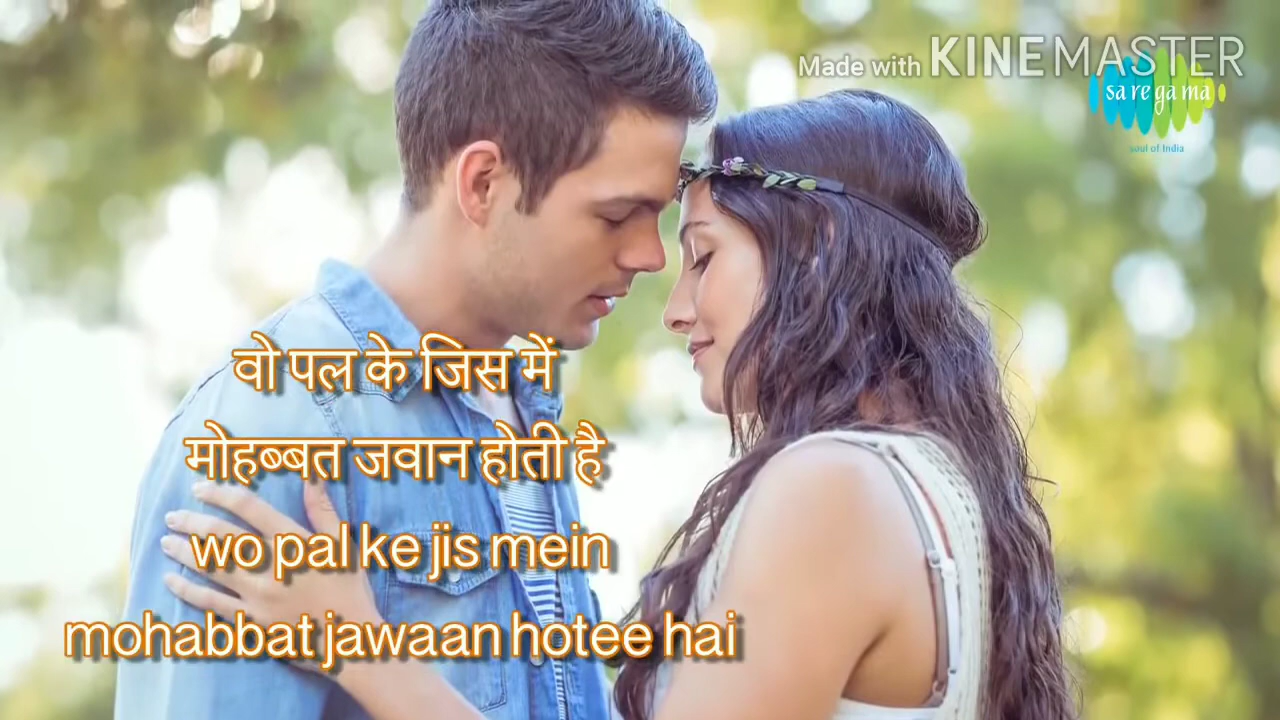 Made with KINEMASTER
sa re ga ma
soul of India
वो पल के जिस में
मोहब्बत जवान होती है
wo pal ke jis mein
mohabbat jawaan hotee hai